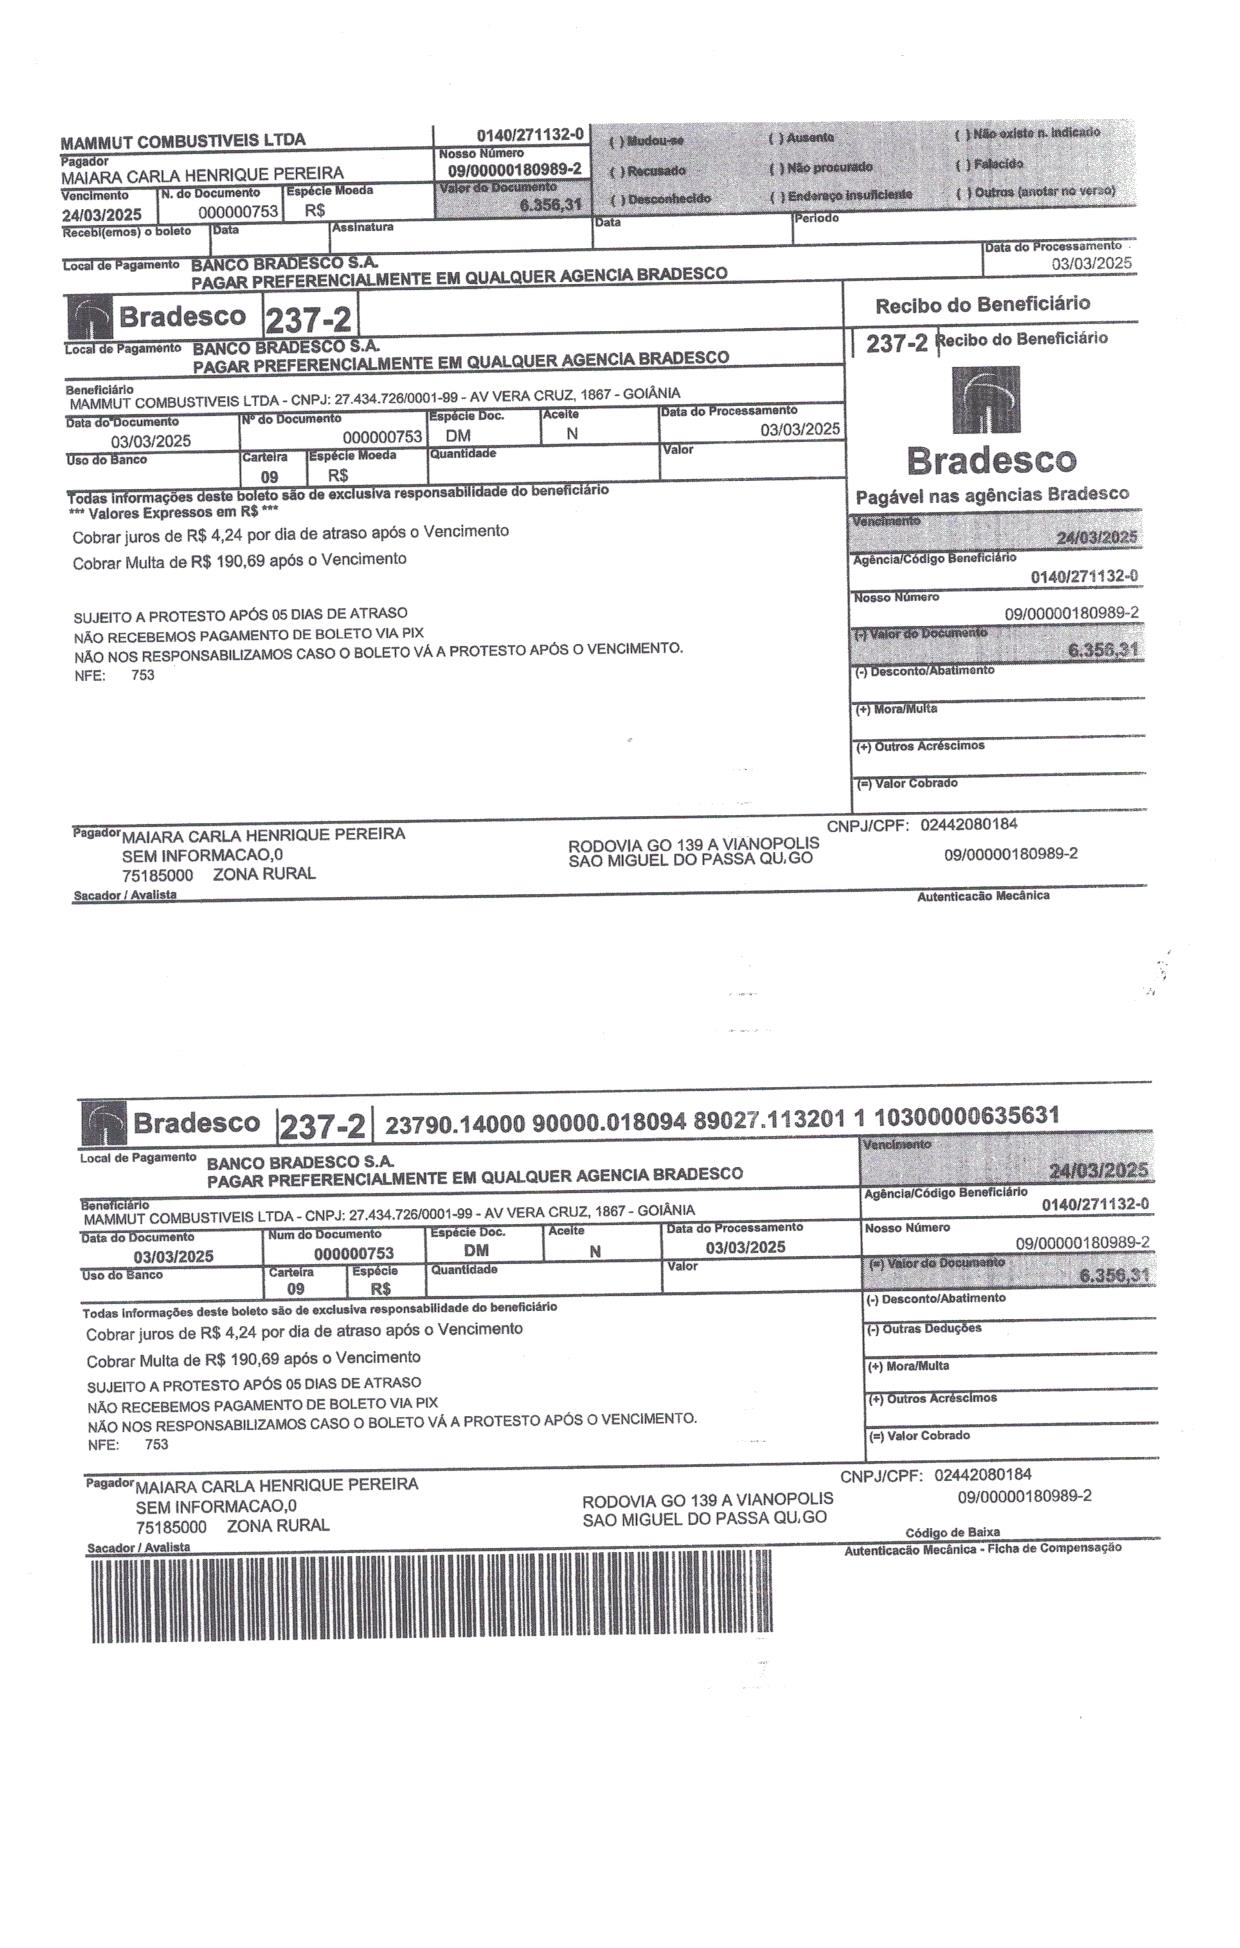 MAMMUT COMBUSTIVEIS LTDA 0140/271132-0 ( ) Mudou-se ( ) Ausente ( ) Não existe n. indicado
Pagador Nosso Número
MAIARA CARLA HENRIQUE PEREIRA 09/00000180989-2 ( ) Recusado ( ) Não procurado ( ) Falecido
Vencimento N. do Documento Espécie Moeda Valor do Documento
24/03/2025 000000753 R$ 6.356,31 ( ) Desconhecido ( ) Endereço insuficiente ( ) Outros (anotar no verso)
Recebi(emos) o boleto Data Assinatura Data Período
Local de Pagamento BANCO BRADESCO S.A. Data do Processamento
PAGAR PREFERENCIALMENTE EM QUALQUER AGENCIA BRADESCO 03/03/2025
Bradesco 237-2 Recibo do Beneficiário
Local de Pagamento BANCO BRADESCO S.A. 237-2 Recibo do Beneficiário
PAGAR PREFERENCIALMENTE EM QUALQUER AGENCIA BRADESCO
Beneficiário
MAMMUT COMBUSTIVEIS LTDA - CNPJ: 27.434.726/0001-99 - AV VERA CRUZ, 1867 - GOIÂNIA
Data do Documento Nº do Documento Espécie Doc. Aceite Data do Processamento
03/03/2025 000000753 DM N 03/03/2025
Uso do Banco Carteira Espécie Moeda Quantidade Valor
09 R$
Bradesco
Pagável nas agências Bradesco
Todas informações deste boleto são de exclusiva responsabilidade do beneficiário
*** Valores Expressos em R$ ***
Cobrar juros de R$ 4,24 por dia de atraso após o Vencimento
Cobrar Multa de R$ 190,69 após o Vencimento
SUJEITO A PROTESTO APÓS 05 DIAS DE ATRASO
NÃO RECEBEMOS PAGAMENTO DE BOLETO VIA PIX
NÃO NOS RESPONSABILIZAMOS CASO O BOLETO VÁ A PROTESTO APÓS O VENCIMENTO.
NFE: 753
Vencimento
24/03/2025
Agência/Código Beneficiário
0140/271132-0
Nosso Número
09/00000180989-2
(-) Valor do Documento
6.356,31
(-) Desconto/Abatimento
(+) Mora/Multa
(+) Outros Acréscimos
(=) Valor Cobrado
Pagador MAIARA CARLA HENRIQUE PEREIRA CNPJ/CPF: 02442080184
SEM INFORMACAO,0 RODOVIA GO 139 A VIANOPOLIS
75185000 ZONA RURAL SAO MIGUEL DO PASSA QU,GO 09/00000180989-2
Sacador / Avalista Autenticacão Mecânica
Bradesco 237-2 23790.14000 90000.018094 89027.113201 1 10300000635631
Local de Pagamento BANCO BRADESCO S.A.
PAGAR PREFERENCIALMENTE EM QUALQUER AGENCIA BRADESCO
Vencimento
24/03/2025
Beneficiário
MAMMUT COMBUSTIVEIS LTDA - CNPJ: 27.434.726/0001-99 - AV VERA CRUZ, 1867 - GOIÂNIA
Agência/Código Beneficiário
0140/271132-0
Data do Documento Num do Documento Espécie Doc. Aceite Data do Processamento Nosso Número
03/03/2025 000000753 DM N 03/03/2025 09/00000180989-2
Uso do Banco Carteira Espécie Quantidade Valor (=) Valor do Documento
09 R$ 6.356,31
Todas informações deste boleto são de exclusiva responsabilidade do beneficiário
Cobrar juros de R$ 4,24 por dia de atraso após o Vencimento
Cobrar Multa de R$ 190,69 após o Vencimento
SUJEITO A PROTESTO APÓS 05 DIAS DE ATRASO
NÃO RECEBEMOS PAGAMENTO DE BOLETO VIA PIX
NÃO NOS RESPONSABILIZAMOS CASO O BOLETO VÁ A PROTESTO APÓS O VENCIMENTO.
NFE: 753
(-) Desconto/Abatimento
(-) Outras Deduções
(+) Mora/Multa
(+) Outros Acréscimos
(=) Valor Cobrado
Pagador MAIARA CARLA HENRIQUE PEREIRA CNPJ/CPF: 02442080184
SEM INFORMACAO,0 RODOVIA GO 139 A VIANOPOLIS 09/00000180989-2
75185000 ZONA RURAL SAO MIGUEL DO PASSA QU,GO
Código de Baixa
Sacador / Avalista Autenticacão Mecânica - Ficha de Compensação